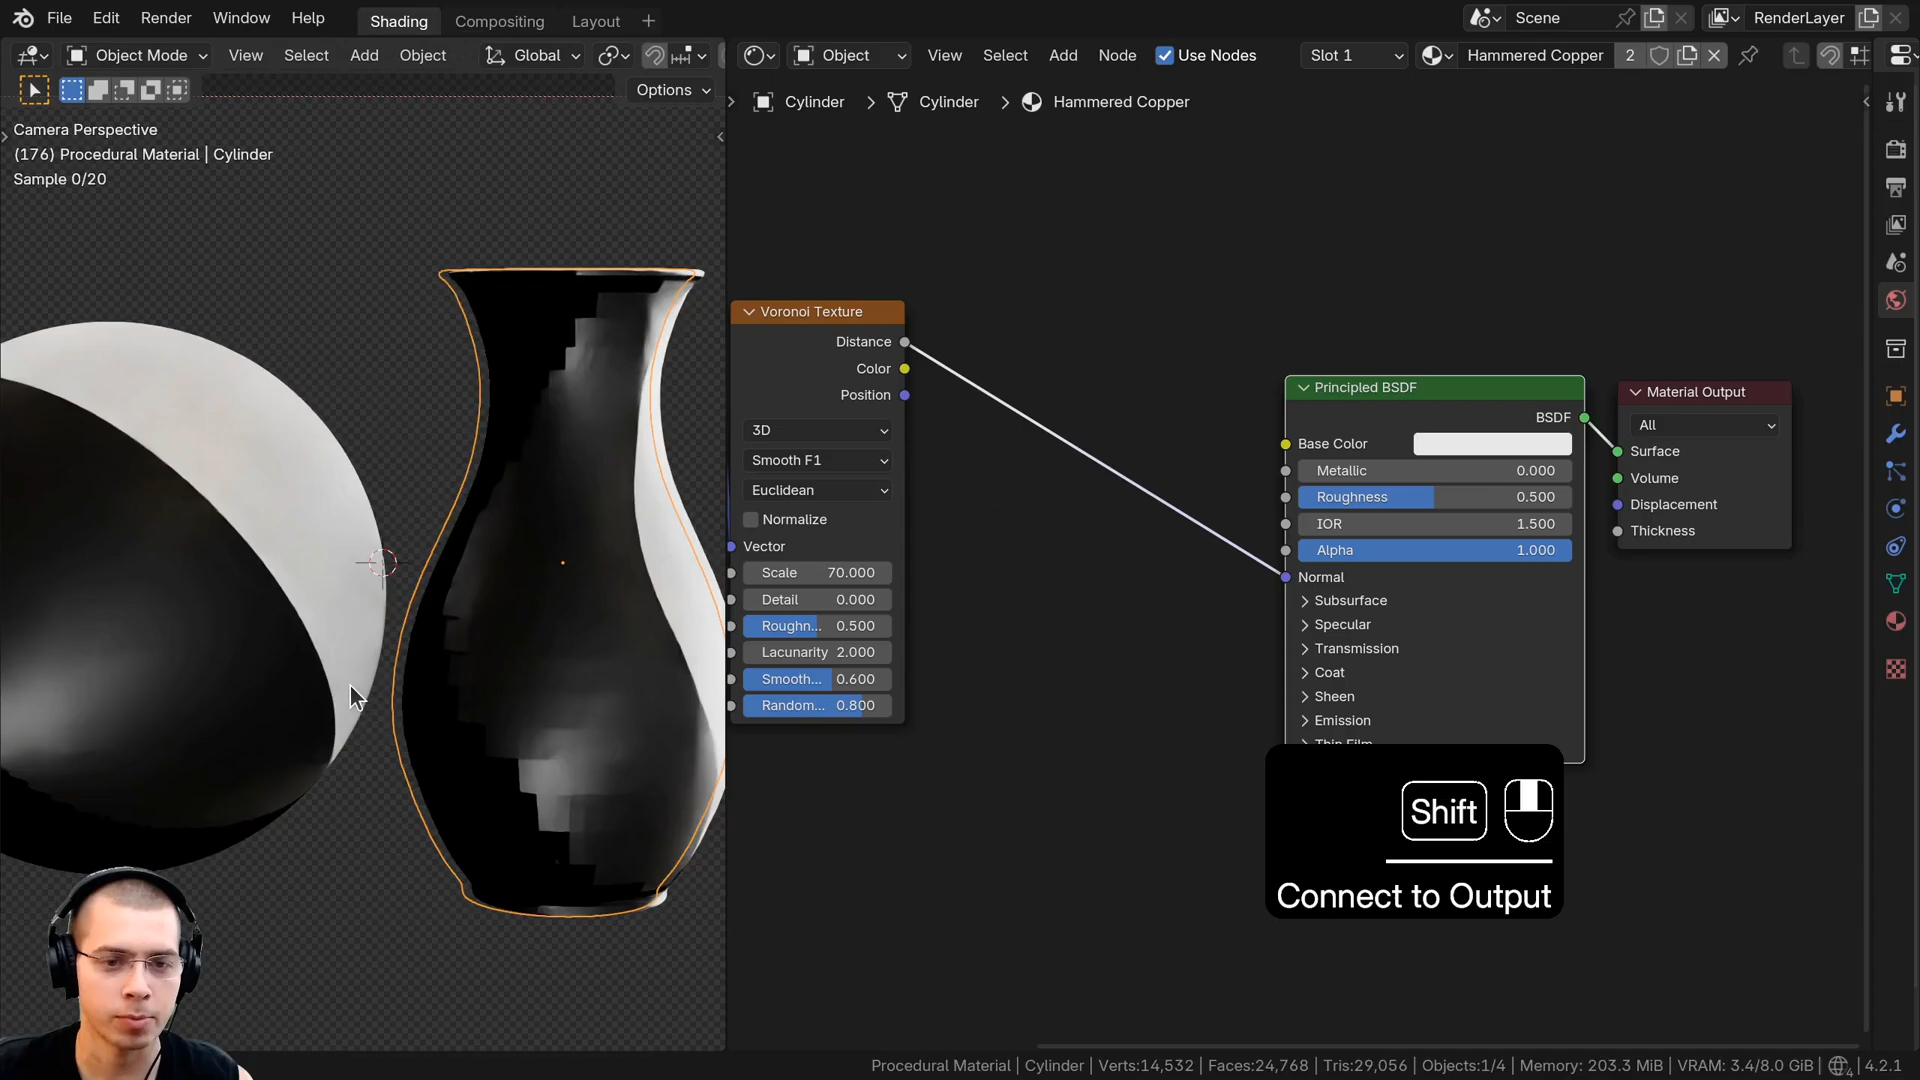 File Edit Render Window Help Shading Compositing Layout + Scene RenderLayer
Object Mode View Select Add Object Global Object View Select Add Node Use Nodes Slot 1 Hammered Copper 2
Options
Cylinder > Cylinder > Hammered Copper
Camera Perspective
(176) Procedural Material | Cylinder
Sample 0/20
Voronoi Texture
Distance
Color
Position
3D
Smooth F1
Euclidean
Normalize
Vector
Scale 70.000
Detail 0.000
Roughn... 0.500
Lacunarity 2.000
Smooth... 0.600
Random... 0.800
Principled BSDF
BSDF
Base Color
Metallic 0.000
Roughness 0.500
IOR 1.500
Alpha 1.000
Normal
Subsurface
Specular
Transmission
Coat
Sheen
Emission
Thin Film
Material Output
All
Surface
Volume
Displacement
Thickness
Shift
Connect to Output
Procedural Material | Cylinder | Verts:14,532 | Faces:24,768 | Tris:29,056 | Objects:1/4 | Memory: 203.3 MiB | VRAM: 3.4/8.0 GiB | 4.2.1